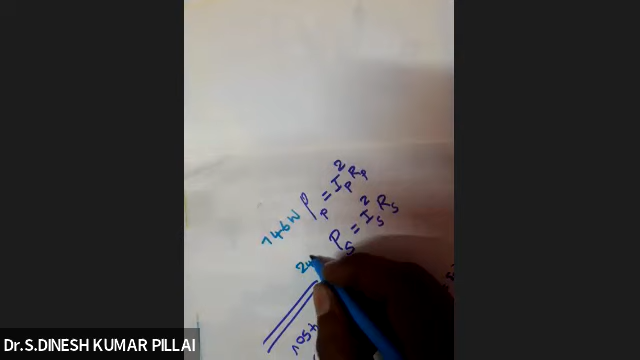 746W P_P = I_P^2 R_P
P_S = I_S^2 R_S
Dr.S.DINESH KUMAR PILLAI